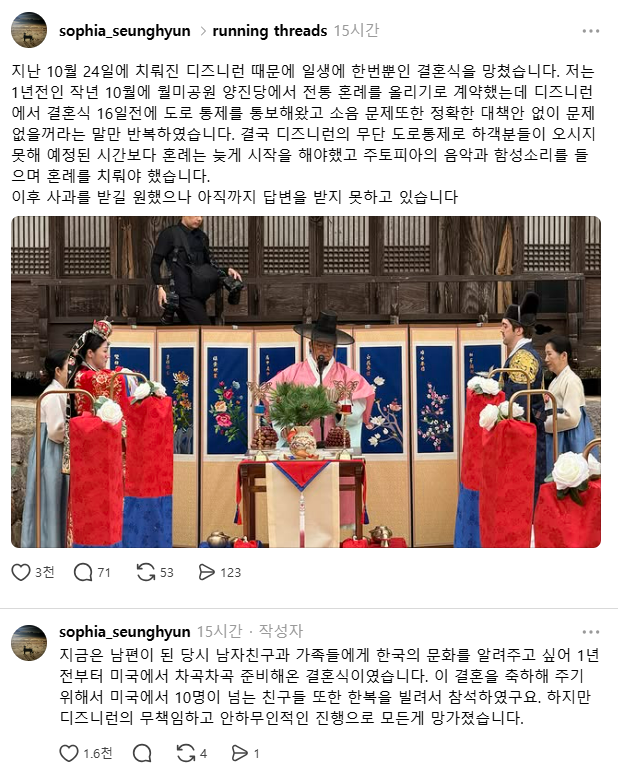 sophia_seunghyun > running threads 15시간
지난 10월 24일에 치뤄진 디즈니런 때문에 일생에 한번뿐인 결혼식을 망쳤습니다. 저는
1년전인 작년 10월에 월미공원 양진당에서 전통 혼례를 올리기로 계약했는데 디즈니런
에서 결혼식 16일전에 도로 통제를 통보해왔고 소음 문제또한 정확한 대책안 없이 문제
없을꺼라는 말만 반복하였습니다. 결국 디즈니런의 무단 도로통제로 하객분들이 오시지
못해 예정된 시간보다 혼례는 늦게 시작을 해야했고 주토피아의 음악과 함성소리를 들
으며 혼례를 치뤄야 했습니다.
이후 사과를 받길 원했으나 아직까지 답변을 받지 못하고 있습니다
3천 71 53 123
sophia_seunghyun 15시간 · 작성자
지금은 남편이 된 당시 남자친구과 가족들에게 한국의 문화를 알려주고 싶어 1년
전부터 미국에서 차곡차곡 준비해온 결혼식이였습니다. 이 결혼을 축하해 주기
위해서 미국에서 10명이 넘는 친구들 또한 한복을 빌려서 참석하였구요. 하지만
디즈니런의 무책임하고 안하무인적인 진행으로 모든게 망가졌습니다.
1.6천 4 1